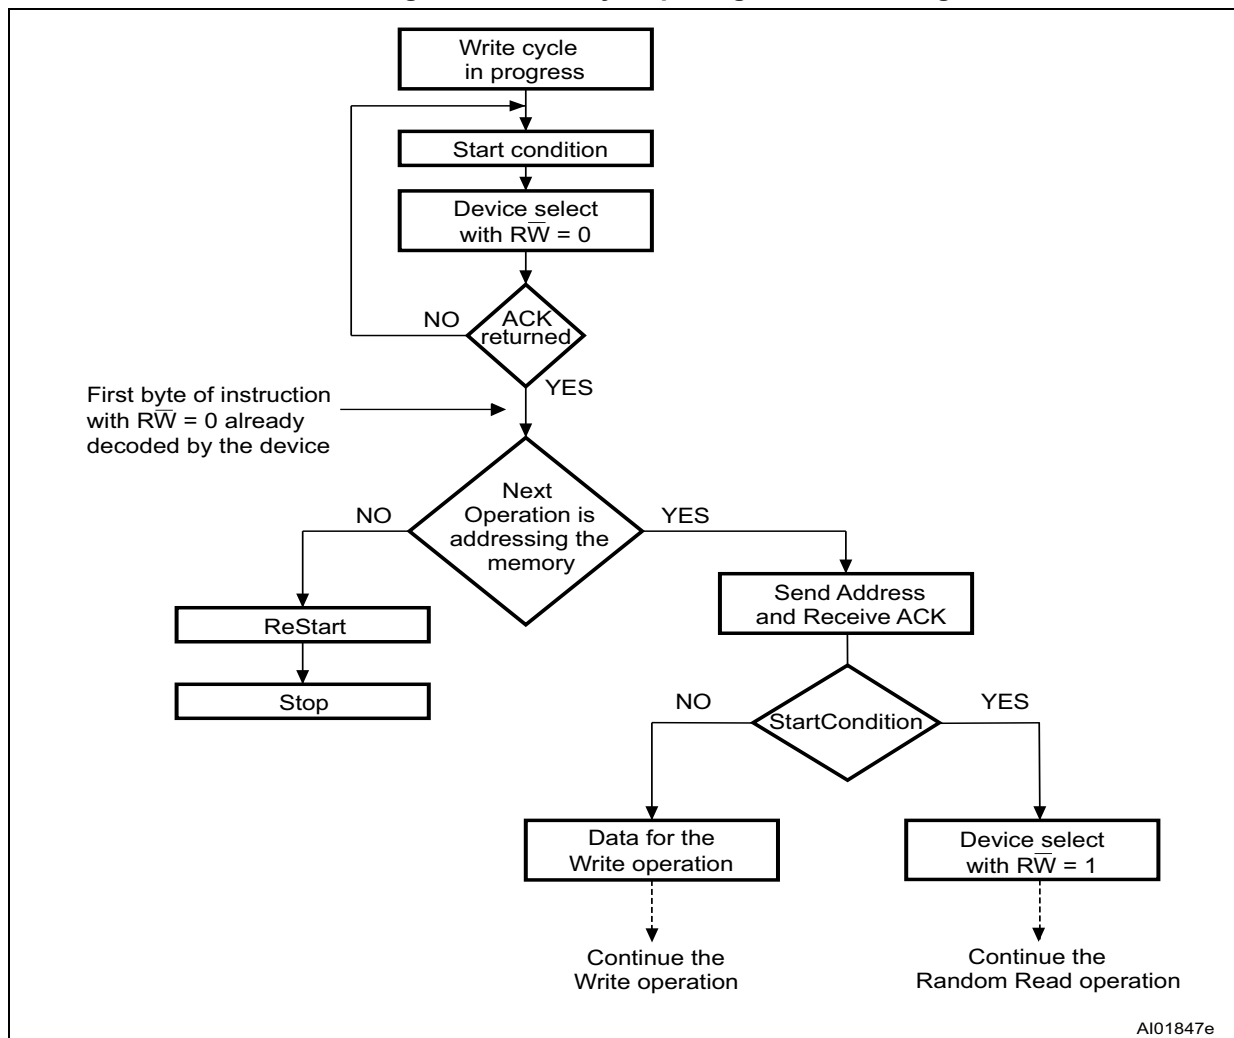 Write cycle
in progress
Start condition
Device select
with RW̅ = 0
NO
ACK
returned
YES
First byte of instruction
with RW̅ = 0 already
decoded by the device
NO
Next
Operation is
addressing the
memory
YES
Send Address
and Receive ACK
ReStart
Stop
NO
StartCondition
YES
Data for the
Write operation
Device select
with RW̅ = 1
Continue the
Write operation
Continue the
Random Read operation
AI01847e